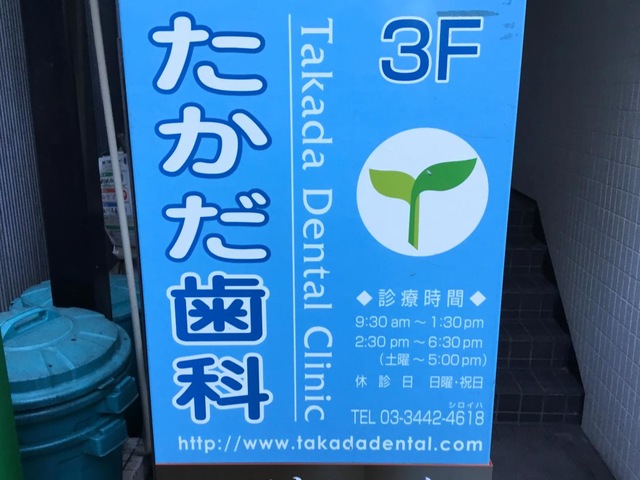 たかだ歯科
Takada Dental Clinic
3F
◆診療時間◆
9:30 am～1:30 pm
2:30 pm～6:30 pm
(土曜～5:00 pm)
休診日 日曜・祝日
シロイハ
TEL 03-3442-4618
http://www.takadadental.com